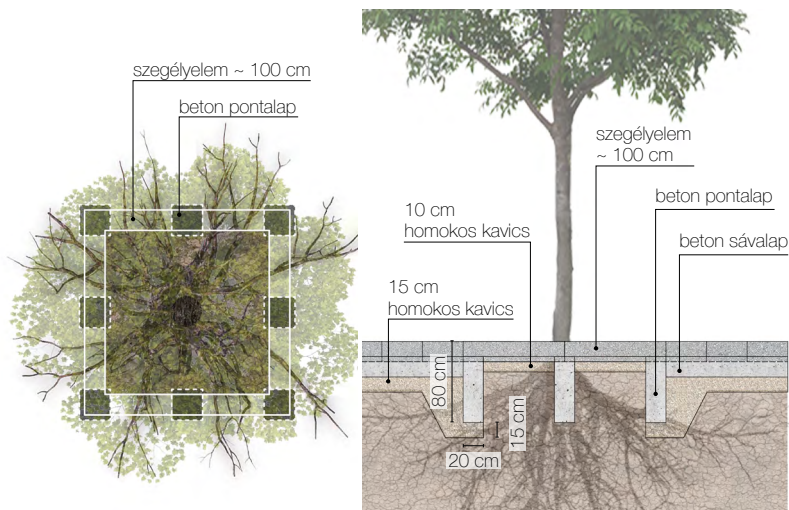 szegélyelem ~ 100 cm
beton pontalap
szegélyelem
~ 100 cm
beton pontalap
10 cm
homokos kavics
beton sávalap
15 cm
homokos kavics
80 cm
15 cm
20 cm